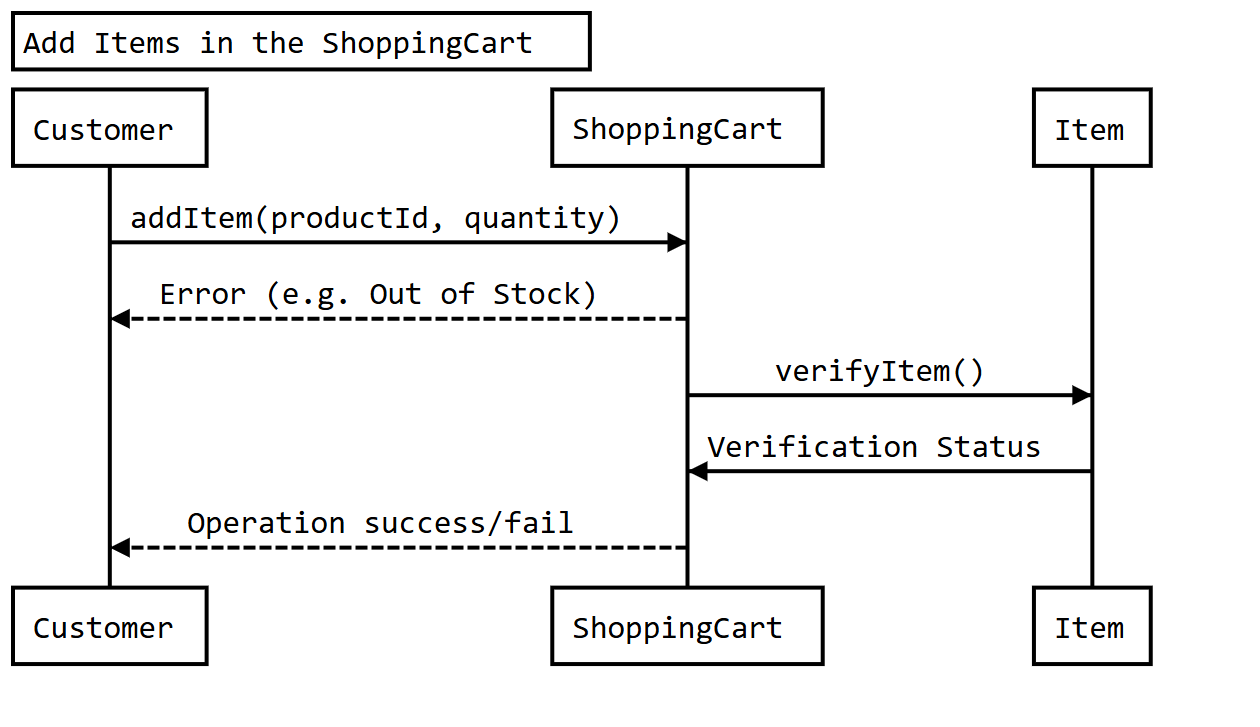 Add Items in the ShoppingCart
Customer
ShoppingCart
Item
addItem(productId, quantity)
Error (e.g. Out of Stock)
verifyItem()
Verification Status
Operation success/fail
Customer
ShoppingCart
Item